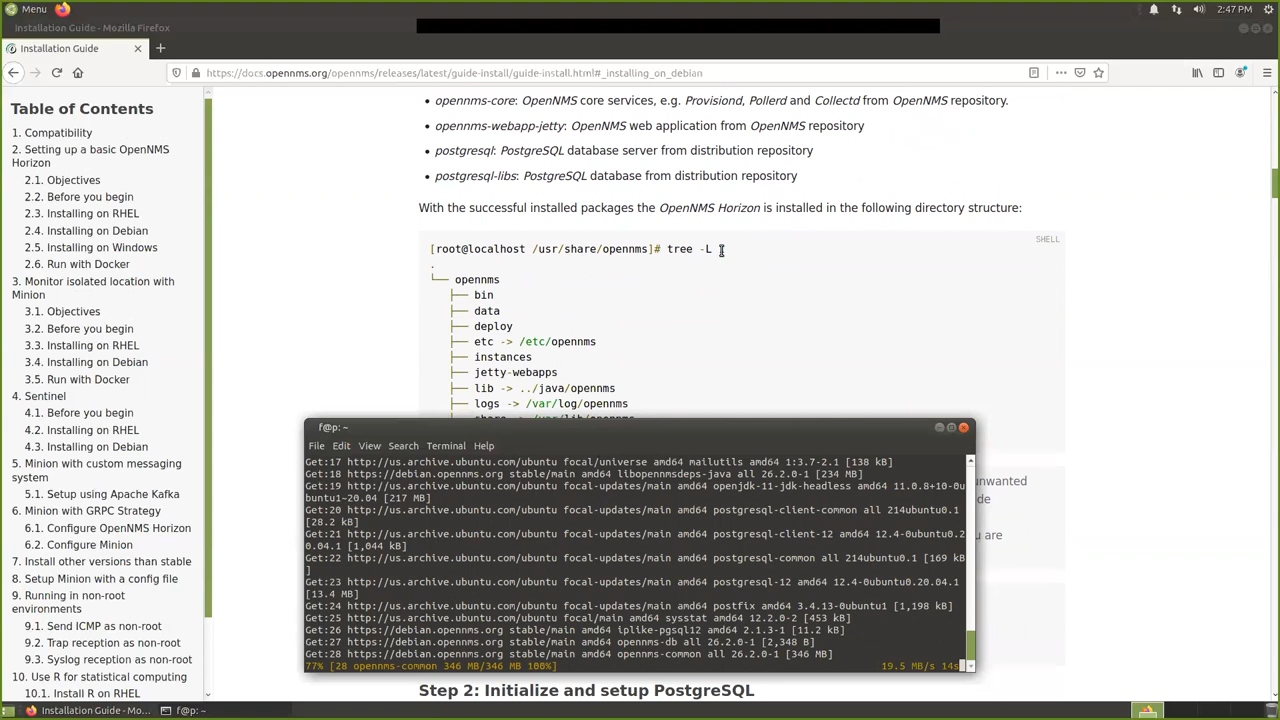 Menu
2:47 PM
Installation Guide - Mozilla Firefox
Installation Guide
https://docs.opennms.org/opennms/releases/latest/guide-install/guide-install.html#_installing_on_debian
Table of Contents
1. Compatibility
2. Setting up a basic OpenNMS
Horizon
2.1. Objectives
2.2. Before you begin
2.3. Installing on RHEL
2.4. Installing on Debian
2.5. Installing on Windows
2.6. Run with Docker
3. Monitor isolated location with
Minion
3.1. Objectives
3.2. Before you begin
3.3. Installing on RHEL
3.4. Installing on Debian
3.5. Run with Docker
4. Sentinel
4.1. Before you begin
4.2. Installing on RHEL
4.3. Installing on Debian
5. Minion with custom messaging
system
5.1. Setup using Apache Kafka
6. Minion with GRPC Strategy
6.1. Configure OpenNMS Horizon
6.2. Configure Minion
7. Install other versions than stable
8. Setup Minion with a config file
9. Running in non-root
environments
9.1. Send ICMP as non-root
9.2. Trap reception as non-root
9.3. Syslog reception as non-root
10. Use R for statistical computing
10.1. Install R on RHEL
• opennms-core: OpenNMS core services, e.g. Provisiond, Pollerd and Collectd from OpenNMS repository.
• opennms-webapp-jetty: OpenNMS web application from OpenNMS repository
• postgresql: PostgreSQL database server from distribution repository
• postgresql-libs: PostgreSQL database from distribution repository
With the successful installed packages the OpenNMS Horizon is installed in the following directory structure:
SHELL
[root@localhost /usr/share/opennms]# tree -L
.
└── opennms
├── bin
├── data
├── deploy
├── etc -> /etc/opennms
├── instances
├── jetty-webapps
├── lib -> ../java/opennms
├── logs -> /var/log/opennms
├── share -> /var/lib/opennms
unwanted
de
u are
f@p: ~
File Edit View Search Terminal Help
Get:17 http://us.archive.ubuntu.com/ubuntu focal/universe amd64 mailutils amd64 1:3.7-2.1 [138 kB]
Get:18 https://debian.opennms.org stable/main amd64 libopennmsdeps-java all 26.2.0-1 [234 MB]
Get:19 http://us.archive.ubuntu.com/ubuntu focal-updates/main amd64 openjdk-11-jdk-headless amd64 11.0.8+10-0u
buntu1~20.04 [217 MB]
Get:20 http://us.archive.ubuntu.com/ubuntu focal-updates/main amd64 postgresql-client-common all 214ubuntu0.1
[28.2 kB]
Get:21 http://us.archive.ubuntu.com/ubuntu focal-updates/main amd64 postgresql-client-12 amd64 12.4-0ubuntu0.2
0.04.1 [1,044 kB]
Get:22 http://us.archive.ubuntu.com/ubuntu focal-updates/main amd64 postgresql-common all 214ubuntu0.1 [169 kB
]
Get:23 http://us.archive.ubuntu.com/ubuntu focal-updates/main amd64 postgresql-12 amd64 12.4-0ubuntu0.20.04.1
[13.4 MB]
Get:24 http://us.archive.ubuntu.com/ubuntu focal-updates/main amd64 postfix amd64 3.4.13-0ubuntu1 [1,198 kB]
Get:25 http://us.archive.ubuntu.com/ubuntu focal/main amd64 sysstat amd64 12.2.0-2 [453 kB]
Get:26 https://debian.opennms.org stable/main amd64 iplike-pgsql12 amd64 2.1.3-1 [11.2 kB]
Get:27 https://debian.opennms.org stable/main amd64 opennms-db all 26.2.0-1 [2,348 B]
Get:28 https://debian.opennms.org stable/main amd64 opennms-common all 26.2.0-1 [346 MB]
77% [28 opennms-common 346 MB/346 MB 100%] 19.5 MB/s 14s
Step 2: Initialize and setup PostgreSQL
Installation Guide - Mo...
f@p: ~